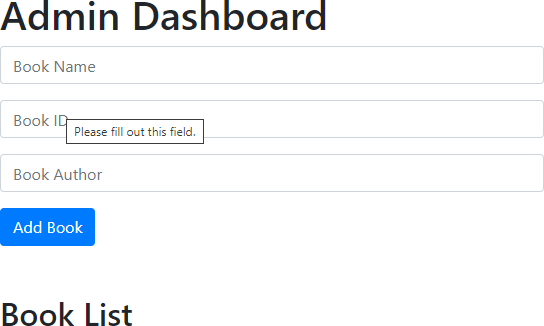 Admin Dashboard
Book Name
Book ID
Please fill out this field.
Book Author
Add Book
Book List